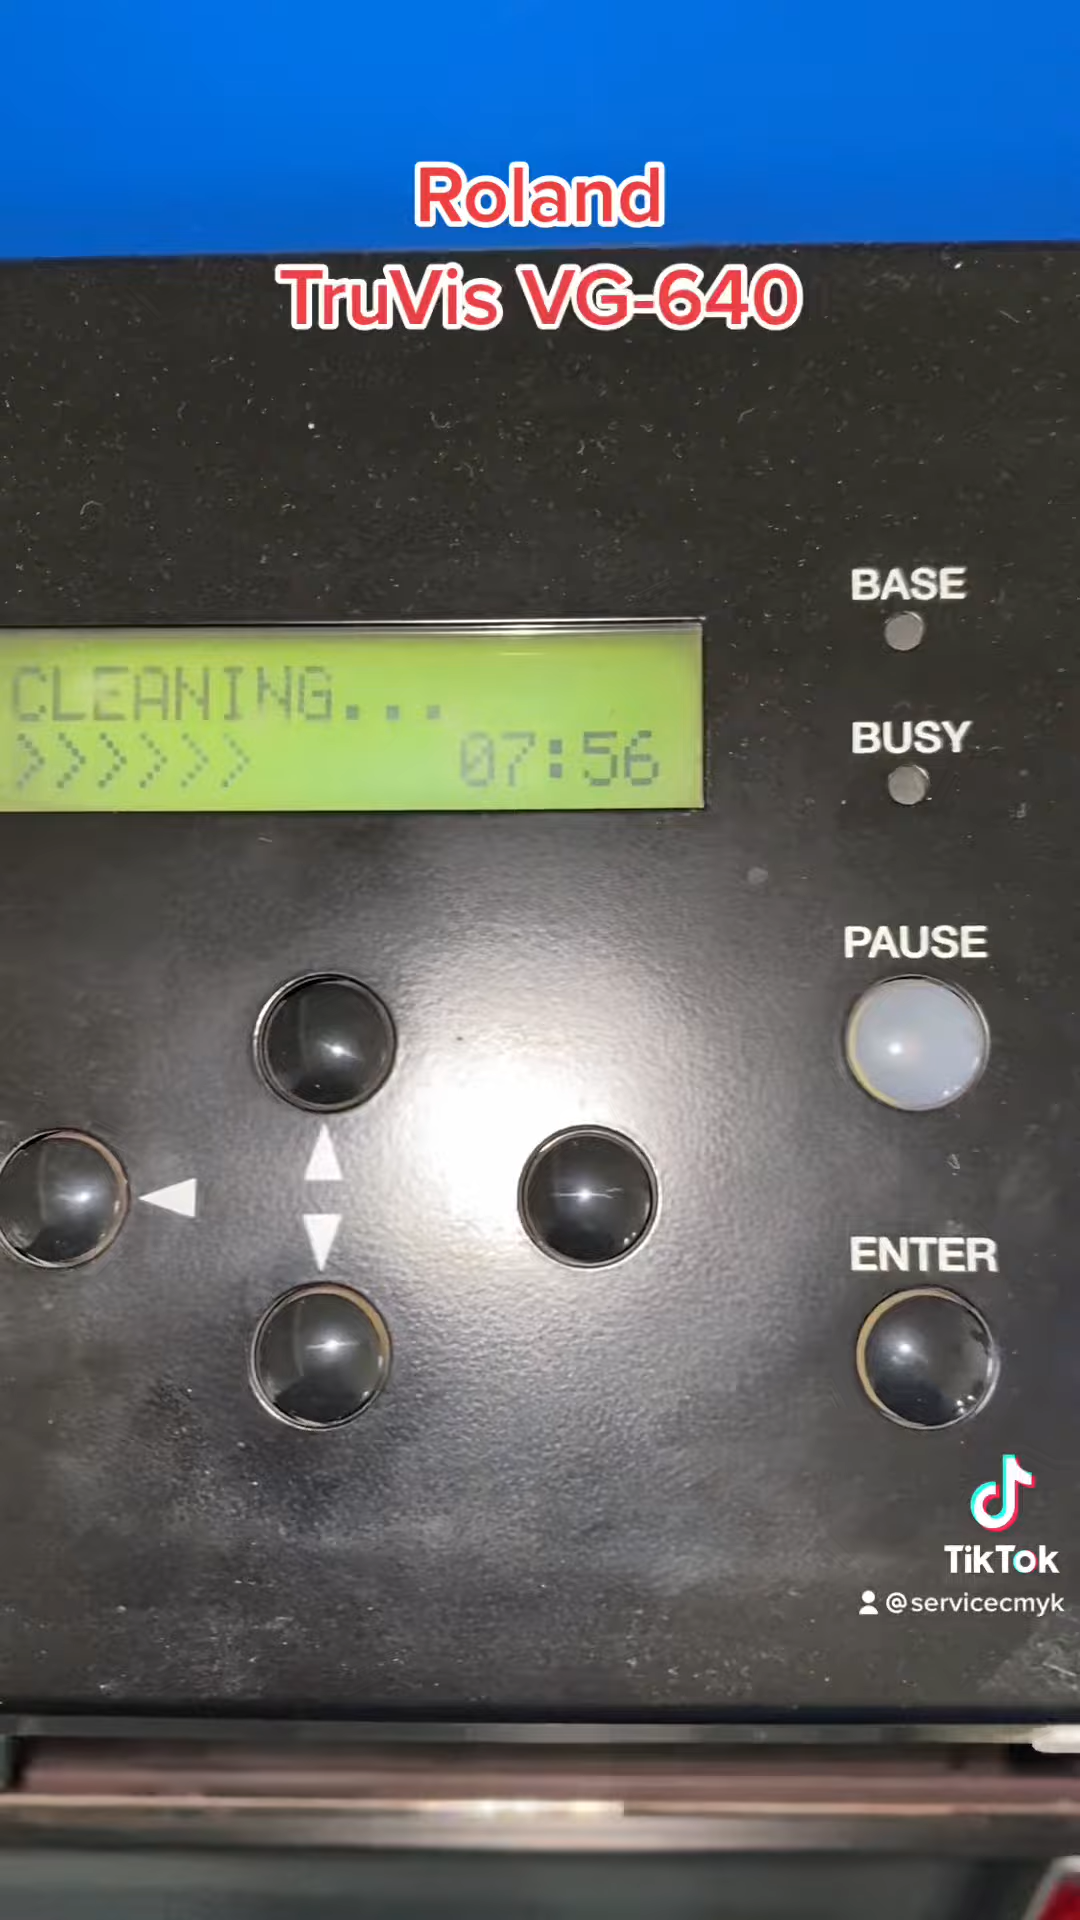 Roland
TruVis VG-640
BASE
CLEANING...
>>>>>> 07:56
BUSY
PAUSE
ENTER
TikTok
@servicecmyk